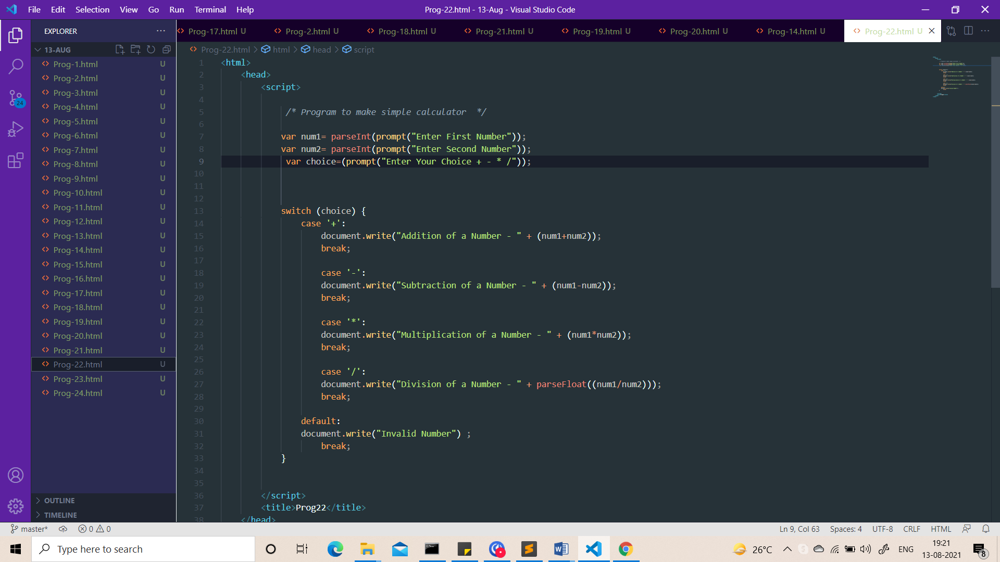 File Edit Selection View Go Run Terminal Help
Prog-22.html - 13-Aug - Visual Studio Code
EXPLORER
13-AUG
Prog-1.html U
Prog-2.html U
Prog-3.html U
Prog-4.html U
Prog-5.html U
Prog-6.html U
Prog-7.html U
Prog-8.html U
Prog-9.html U
Prog-10.html U
Prog-11.html U
Prog-12.html U
Prog-13.html U
Prog-14.html U
Prog-15.html U
Prog-16.html U
Prog-17.html U
Prog-18.html U
Prog-19.html U
Prog-20.html U
Prog-21.html U
Prog-22.html U
Prog-23.html U
Prog-24.html U
OUTLINE
TIMELINE
24
Prog-17.html U Prog-2.html U Prog-18.html U Prog-21.html U Prog-19.html U Prog-20.html U Prog-14.html U Prog-22.html U
Prog-22.html > html > head > script
1 <html>
2 <head>
3 <script>
4
5 /* Program to make simple calculator */
6
7 var num1= parseInt(prompt("Enter First Number"));
8 var num2= parseInt(prompt("Enter Second Number"));
9 var choice=(prompt("Enter Your Choice + - * /"));
10
11
12
13 switch (choice) {
14 case '+':
15 document.write("Addition of a Number - " + (num1+num2));
16 break;
17
18 case '-':
19 document.write("Subtraction of a Number - " + (num1-num2));
20 break;
21
22 case '*':
23 document.write("Multiplication of a Number - " + (num1*num2));
24 break;
25
26 case '/':
27 document.write("Division of a Number - " + parseFloat((num1/num2)));
28 break;
29
30 default:
31 document.write("Invalid Number") ;
32 break;
33 }
34
35
36 </script>
37 <title>Prog22</title>
38 </head>
master* 0 0
Ln 9, Col 63 Spaces: 4 UTF-8 CRLF HTML
Type here to search
26°C
ENG
19:21
13-08-2021
8